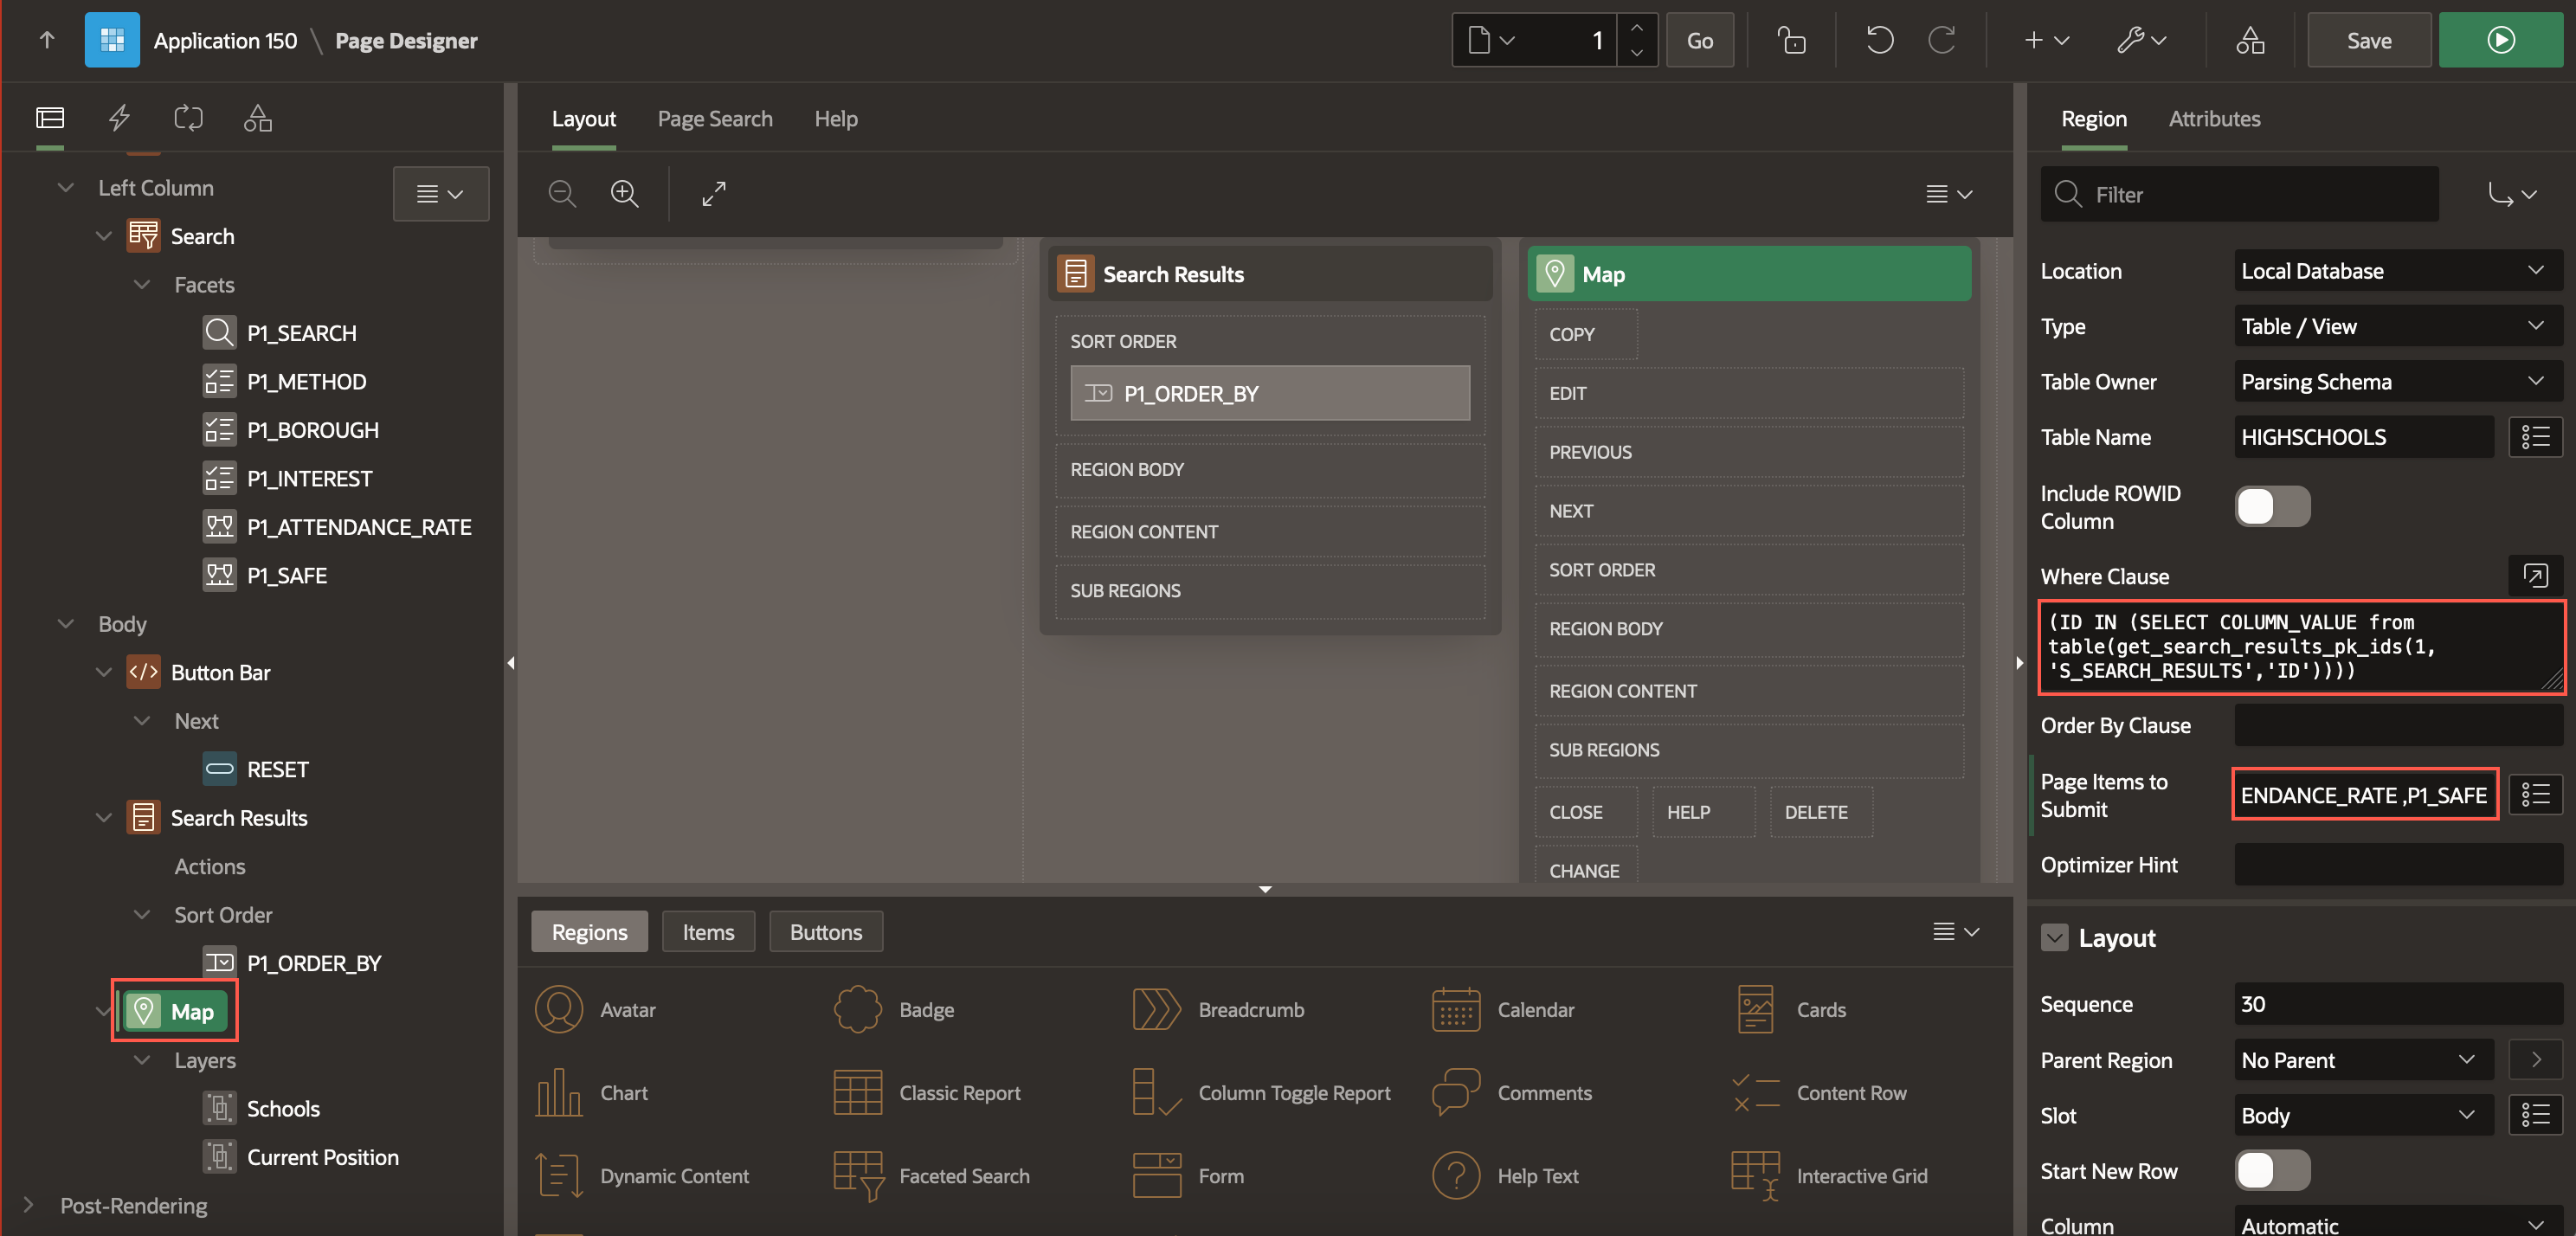 Application 150 \ Page Designer
1
Go
Save
Left Column
Search
Facets
P1_SEARCH
P1_METHOD
P1_BOROUGH
P1_INTEREST
P1_ATTENDANCE_RATE
P1_SAFE
Body
Button Bar
Next
RESET
Search Results
Actions
Sort Order
P1_ORDER_BY
Map
Layers
Schools
Current Position
Post-Rendering
Layout Page Search Help
Search Results
SORT ORDER
P1_ORDER_BY
REGION BODY
REGION CONTENT
SUB REGIONS
Map
COPY
EDIT
PREVIOUS
NEXT
SORT ORDER
REGION BODY
REGION CONTENT
SUB REGIONS
CLOSE HELP DELETE
CHANGE
Regions Items Buttons
Avatar Badge Breadcrumb Calendar Cards
Chart Classic Report Column Toggle Report Comments Content Row
Dynamic Content Faceted Search Form Help Text Interactive Grid
Region Attributes
Filter
Location Local Database
Type Table / View
Table Owner Parsing Schema
Table Name HIGHSCHOOLS
Include ROWID
Column
Where Clause
(ID IN (SELECT COLUMN_VALUE from
table(get_search_results_pk_ids(1,
'S_SEARCH_RESULTS','ID'))))
Order By Clause
Page Items to
Submit
ENDANCE_RATE ,P1_SAFE
Optimizer Hint
Layout
Sequence 30
Parent Region No Parent
Slot Body
Start New Row
Column Automatic